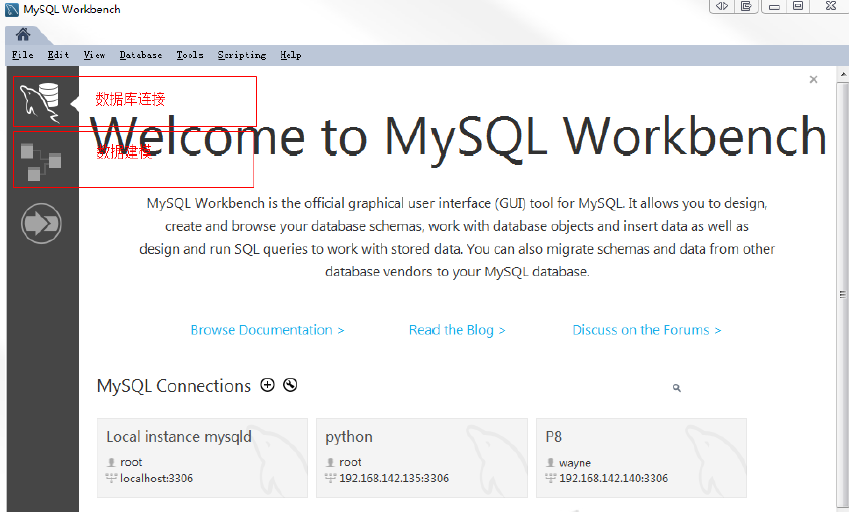 MySQL Workbench
File Edit View Database Tools Scripting Help
数据库连接
Welcome to MySQL Workbench
数据建模
MySQL Workbench is the official graphical user interface (GUI) tool for MySQL. It allows you to design,
create and browse your database schemas, work with database objects and insert data as well as
design and run SQL queries to work with stored data. You can also migrate schemas and data from other
database vendors to your MySQL database.
Browse Documentation > Read the Blog > Discuss on the Forums >
MySQL Connections
Local instance mysqld
root
localhost:3306
python
root
192.168.142.135:3306
P8
wayne
192.168.142.140:3306